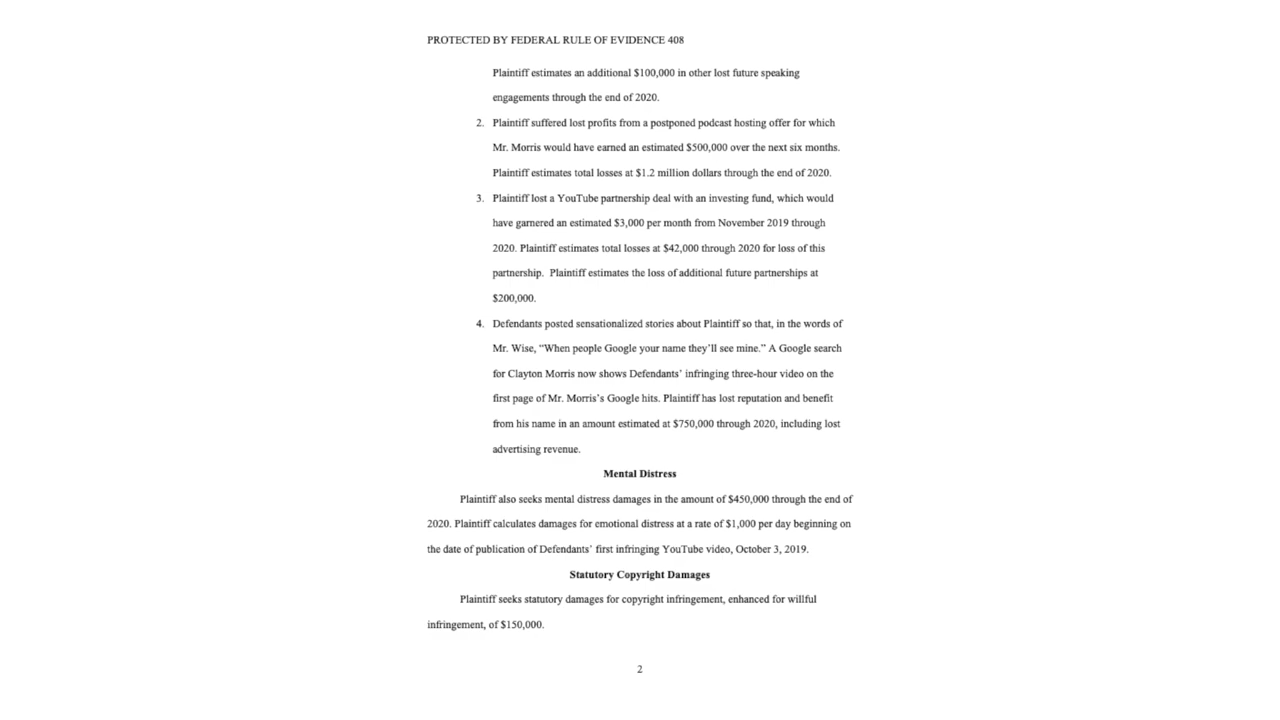 PROTECTED BY FEDERAL RULE OF EVIDENCE 408
Plaintiff estimates an additional $100,000 in other lost future speaking
engagements through the end of 2020.
2. Plaintiff suffered lost profits from a postponed podcast hosting offer for which
Mr. Morris would have earned an estimated $500,000 over the next six months.
Plaintiff estimates total losses at $1.2 million dollars through the end of 2020.
3. Plaintiff lost a YouTube partnership deal with an investing fund, which would
have garnered an estimated $3,000 per month from November 2019 through
2020. Plaintiff estimates total losses at $42,000 through 2020 for loss of this
partnership. Plaintiff estimates the loss of additional future partnerships at
$200,000.
4. Defendants posted sensationalized stories about Plaintiff so that, in the words of
Mr. Wise, “When people Google your name they’ll see mine.” A Google search
for Clayton Morris now shows Defendants’ infringing three-hour video on the
first page of Mr. Morris’s Google hits. Plaintiff has lost reputation and benefit
from his name in an amount estimated at $750,000 through 2020, including lost
advertising revenue.
Mental Distress
Plaintiff also seeks mental distress damages in the amount of $450,000 through the end of
2020. Plaintiff calculates damages for emotional distress at a rate of $1,000 per day beginning on
the date of publication of Defendants’ first infringing YouTube video, October 3, 2019.
Statutory Copyright Damages
Plaintiff seeks statutory damages for copyright infringement, enhanced for willful
infringement, of $150,000.
2